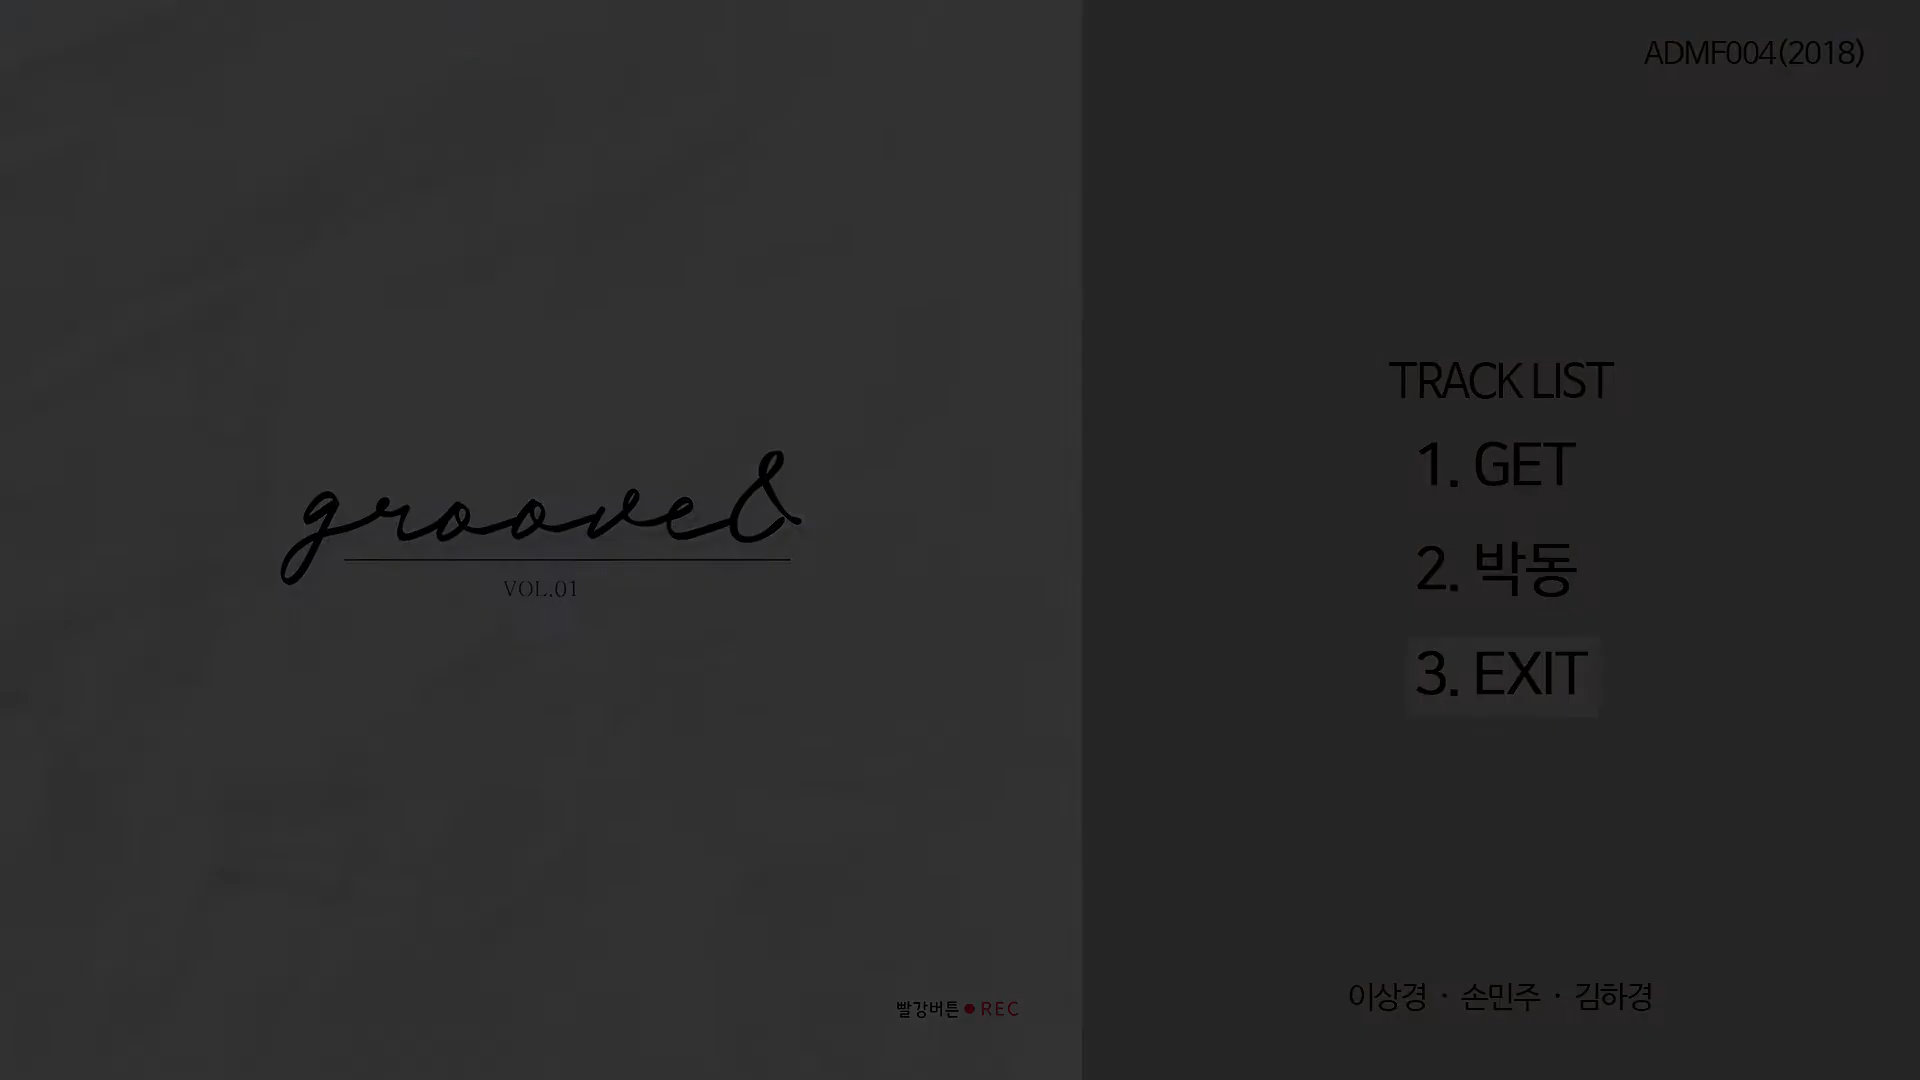 groove&
VOL.01
빨강버튼 REC
ADMF004(2018)
TRACK LIST
1. GET
2. 박동
3. EXIT
이상경 · 손민주 · 김하경